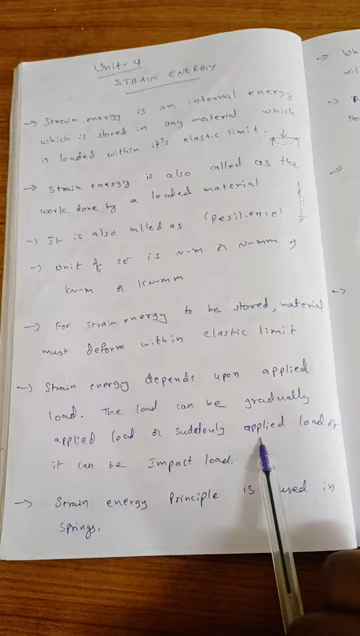 Unit-4
STRAIN ENERGY
→ Strain energy is an internal energy
which is stored in any material which
is loaded within it's elastic limit.
→ Strain energy is also called as the
work done by a loaded material
→ It is also called as (Resilience)
→ Unit of SE is N-m or N-mm or
KN-m or KN-mm
→ For strain energy to be stored, material
must deform within elastic limit
→ Strain energy depends upon applied
load. The load can be gradually
applied load or suddenly applied load or
it can be Impact load.
→ Strain energy Principle is used in
Springs.
→ Wh
wil
→
sto
→
→